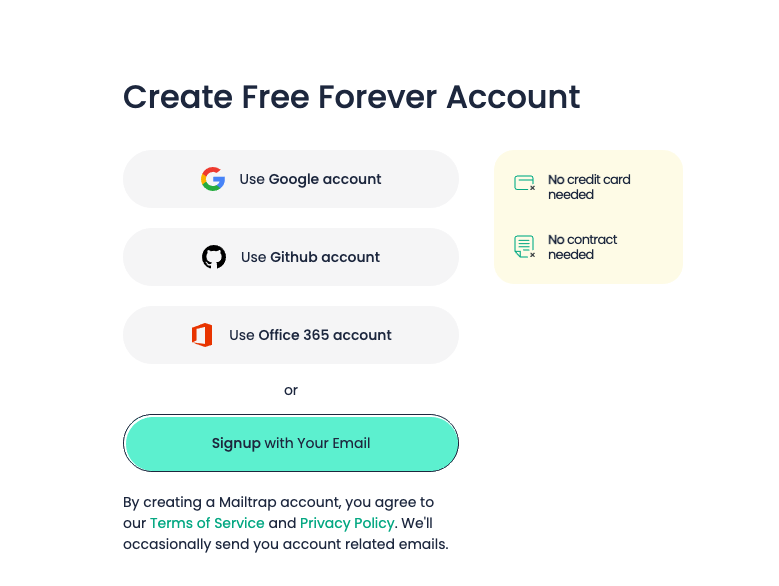 Create Free Forever Account
Use Google account
No credit card
needed
Use Github account
No contract
needed
Use Office 365 account
or
Signup with Your Email
By creating a Mailtrap account, you agree to
our Terms of Service and Privacy Policy. We'll
occasionally send you account related emails.